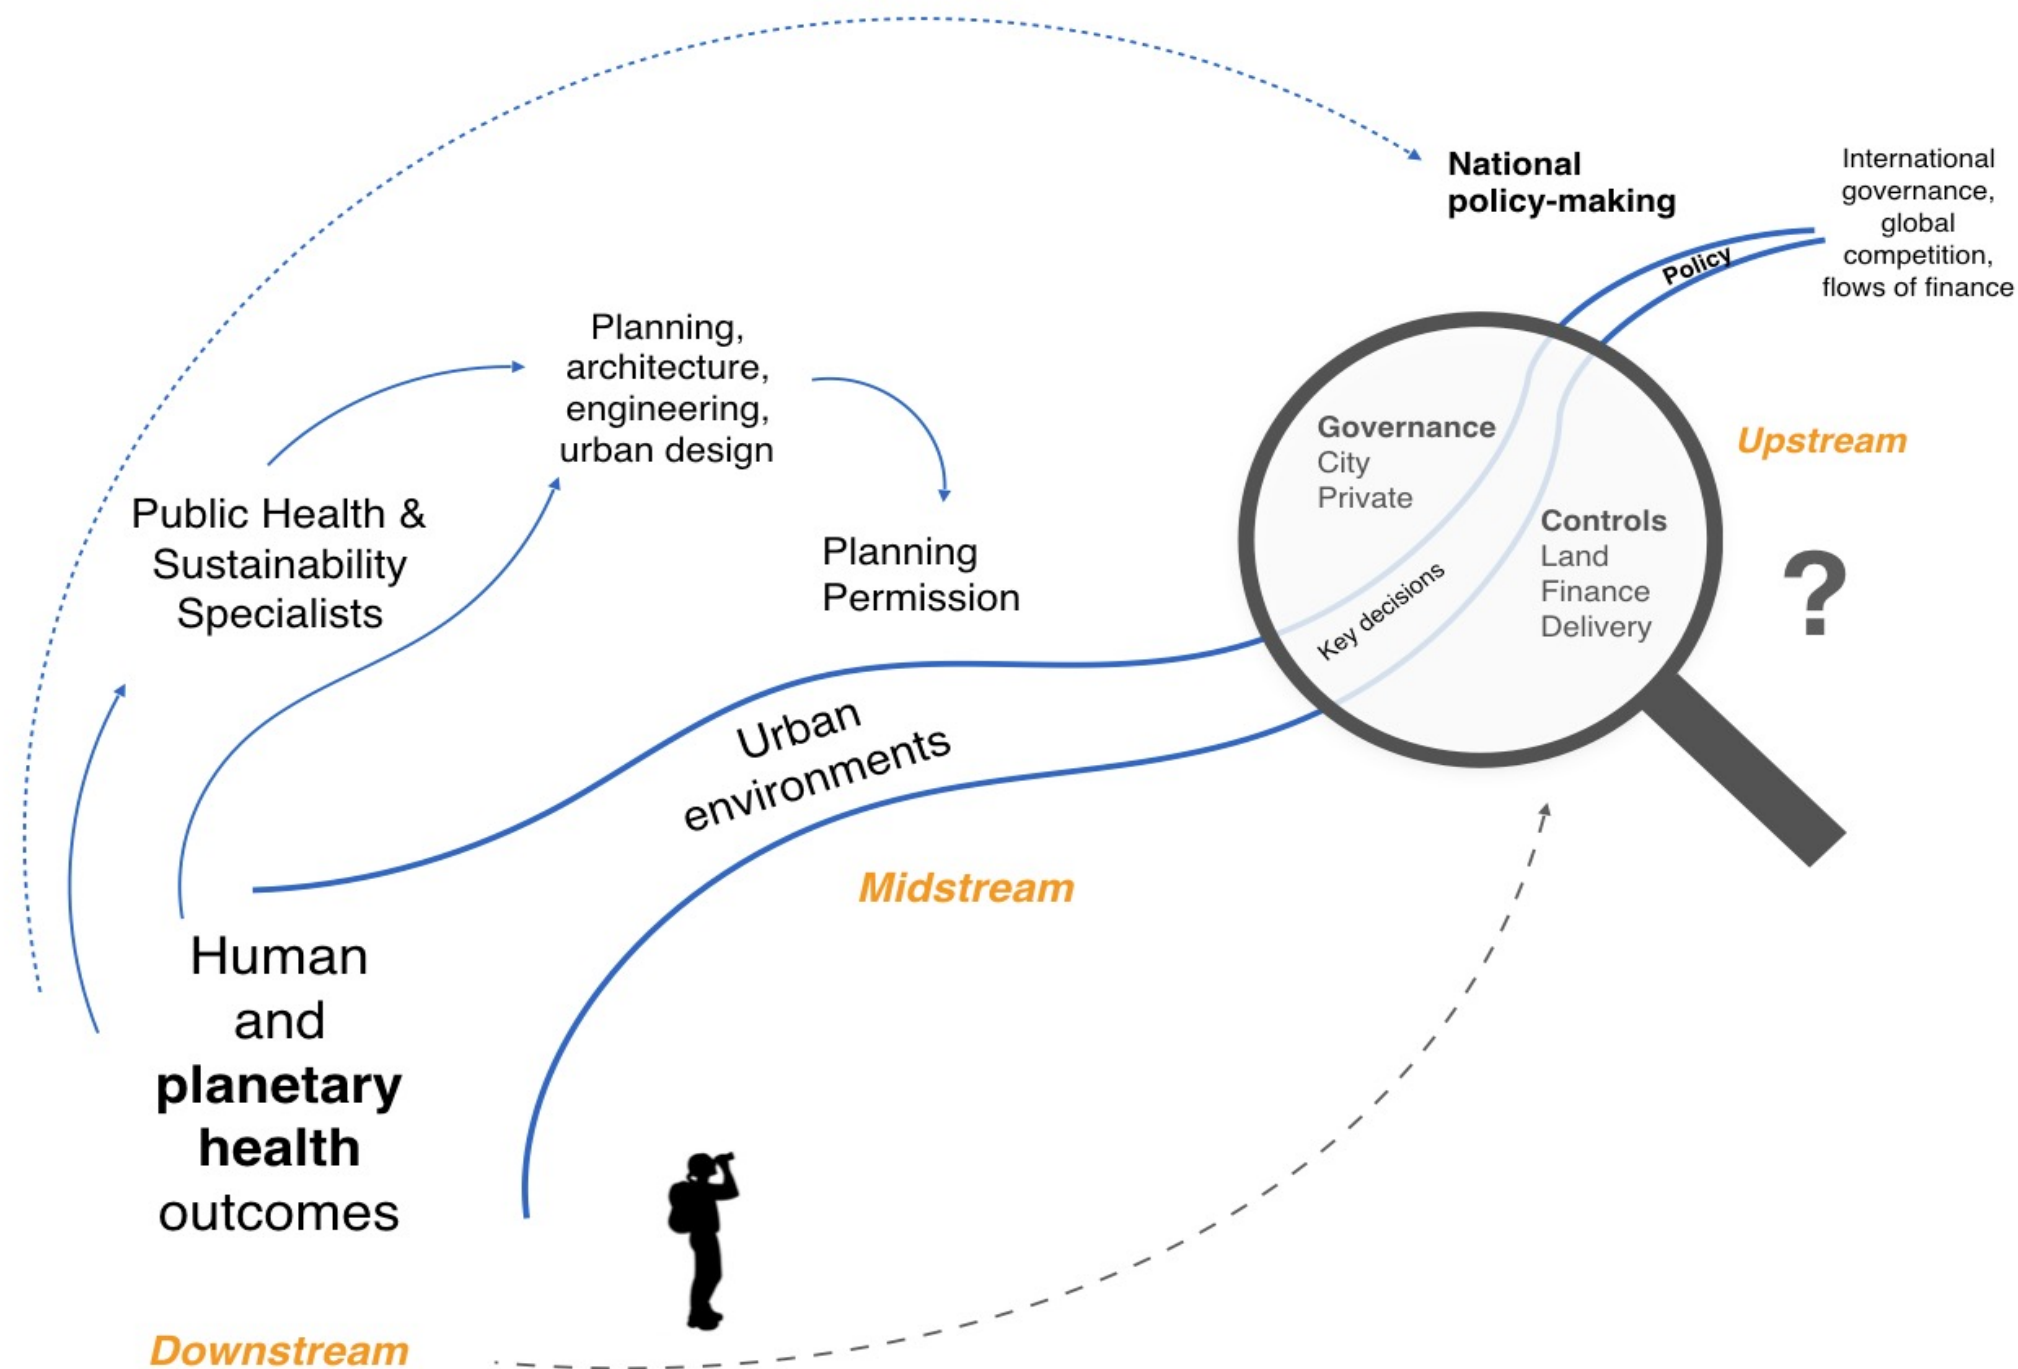 National
policy-making
International
governance,
global
competition,
flows of finance
Policy
Planning,
architecture,
engineering,
urban design
Governance
City
Private
Upstream
Public Health &
Sustainability
Specialists
Controls
Land
Finance
Delivery
?
Planning
Permission
Key decisions
Urban
environments
Midstream
Human
and
planetary
health
outcomes
Downstream